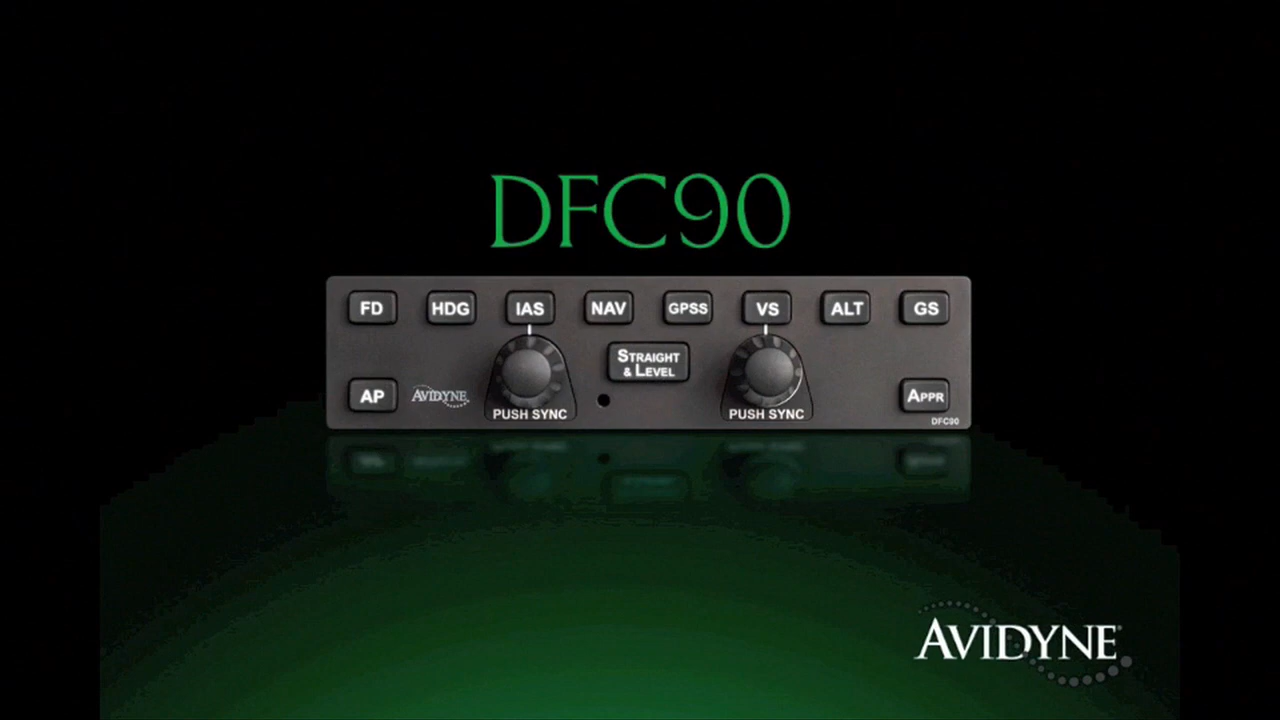 DFC90
FD HDG IAS NAV GPSS VS ALT GS
STRAIGHT
& LEVEL
AP AVIDYNE APPR
PUSH SYNC PUSH SYNC
DFC90
AVIDYNE